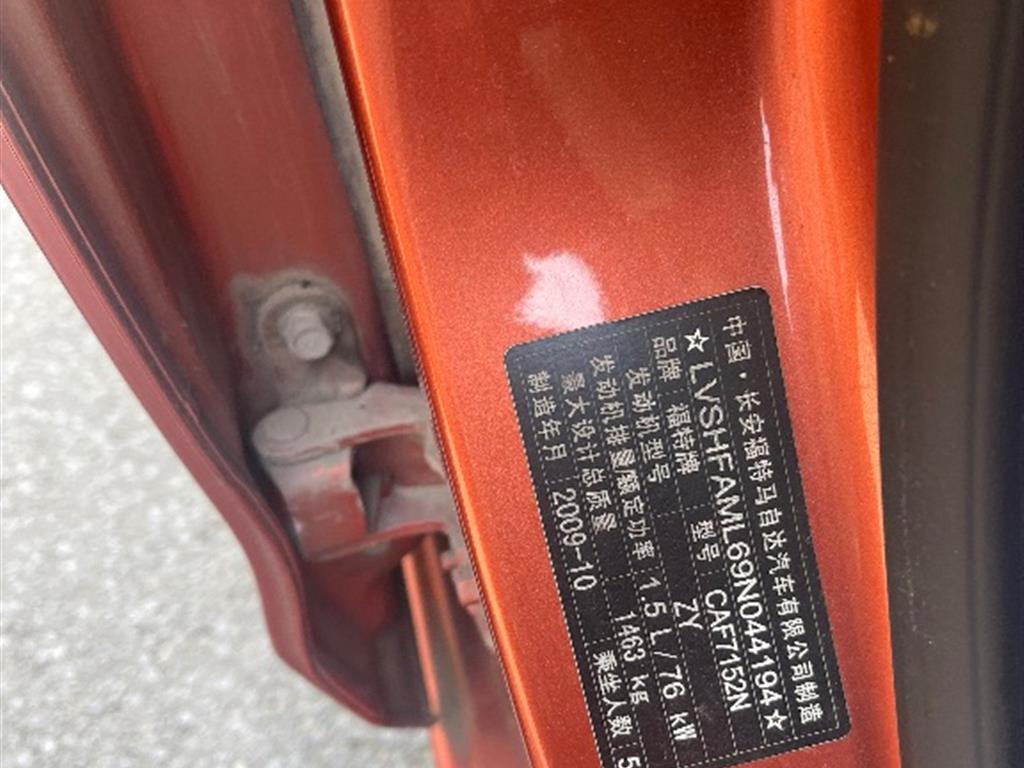 中国·长安福特马自达汽车有限公司制造
☆LVSHFAML69N044194☆
品牌 福特牌 型号 CAF7152N
发动机型号 ZY
发动机排量/额定功率 1.5 L / 76 kW
最大设计总质量 1463 kg
制造年月 2009-10 乘坐人数 5